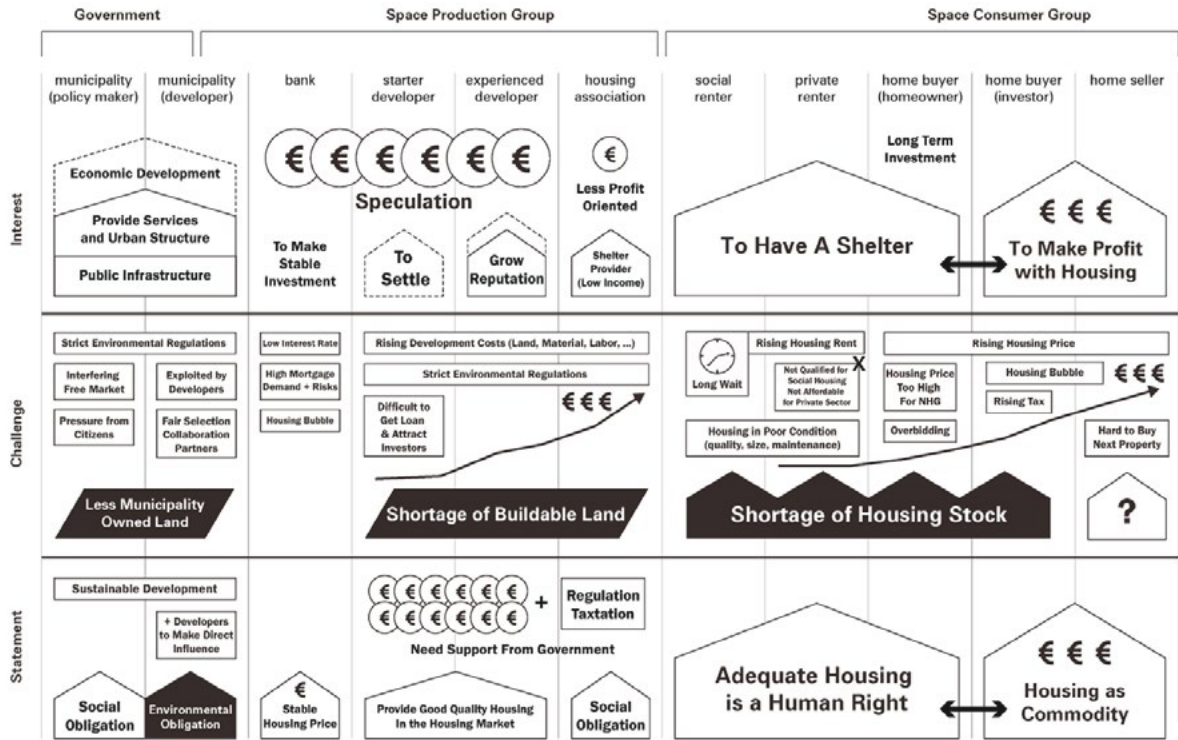 Government
Space Production Group
Space Consumer Group
municipality
(policy maker)
municipality
(developer)
bank
starter
developer
experienced
developer
housing
association
social
renter
private
renter
home buyer
(homeowner)
home buyer
(investor)
home seller
Interest
Economic Development
Provide Services
and Urban Structure
Public Infrastructure
€ € € € € €
Speculation
To Make
Stable
Investment
To
Settle
Grow
Reputation
€
Less Profit
Oriented
Shelter
Provider
(Low Income)
To Have A Shelter
Long Term
Investment
€ € €
To Make Profit
with Housing
Challenge
Strict Environmental Regulations
Interfering
Free Market
Exploited by
Developers
Pressure from
Citizens
Fair Selection
Collaboration
Partners
Less Municipality
Owned Land
Low Interest Rate
High Mortgage
Demand + Risks
Housing Bubble
Rising Development Costs (Land, Material, Labor, ...)
Strict Environmental Regulations
Difficult to
Get Loan
& Attract
Investors
€ € €
Shortage of Buildable Land
Long Wait
Rising Housing Rent
X
Not Qualified for
Social Housing
Not Affordable
for Private Sector
Housing in Poor Condition
(quality, size, maintenance)
Rising Housing Price
Housing Price
Too High
For NHG
Housing Bubble
€ € €
Rising Tax
Overbidding
Hard to Buy
Next Property
Shortage of Housing Stock
?
Statement
Sustainable Development
+ Developers
to Make Direct
Influence
Social
Obligation
Environmental
Obligation
€
Stable
Housing Price
€ € € € € €
€ € € € € €
+
Regulation
Taxtation
Need Support From Government
Provide Good Quality Housing
In the Housing Market
Social
Obligation
Adequate Housing
is a Human Right
€ € €
Housing as
Commodity